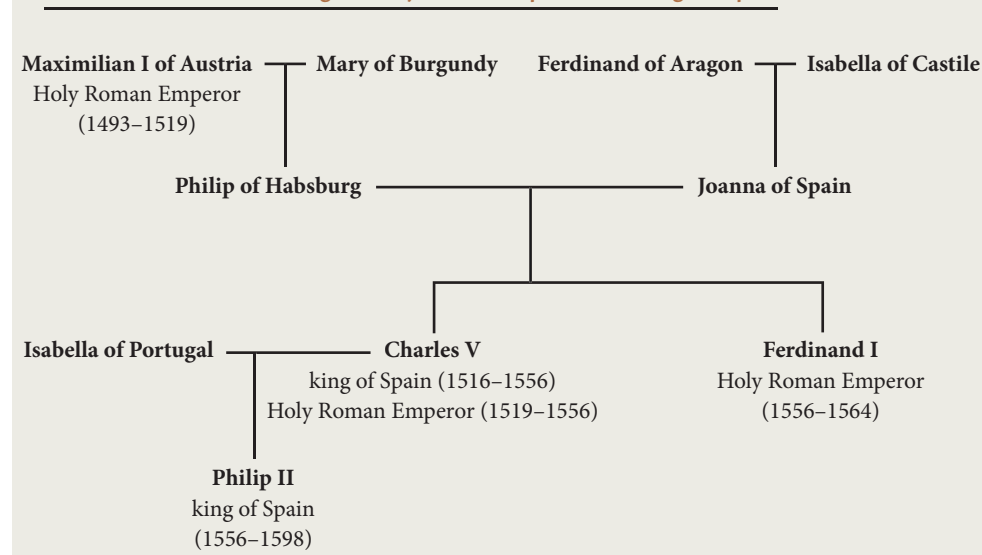 Maximilian I of Austria
Mary of Burgundy
Ferdinand of Aragon
Isabella of Castile
Holy Roman Emperor
(1493–1519)
Philip of Habsburg
Joanna of Spain
Isabella of Portugal
Charles V
king of Spain (1516–1556)
Holy Roman Emperor (1519–1556)
Ferdinand I
Holy Roman Emperor
(1556–1564)
Philip II
king of Spain
(1556–1598)